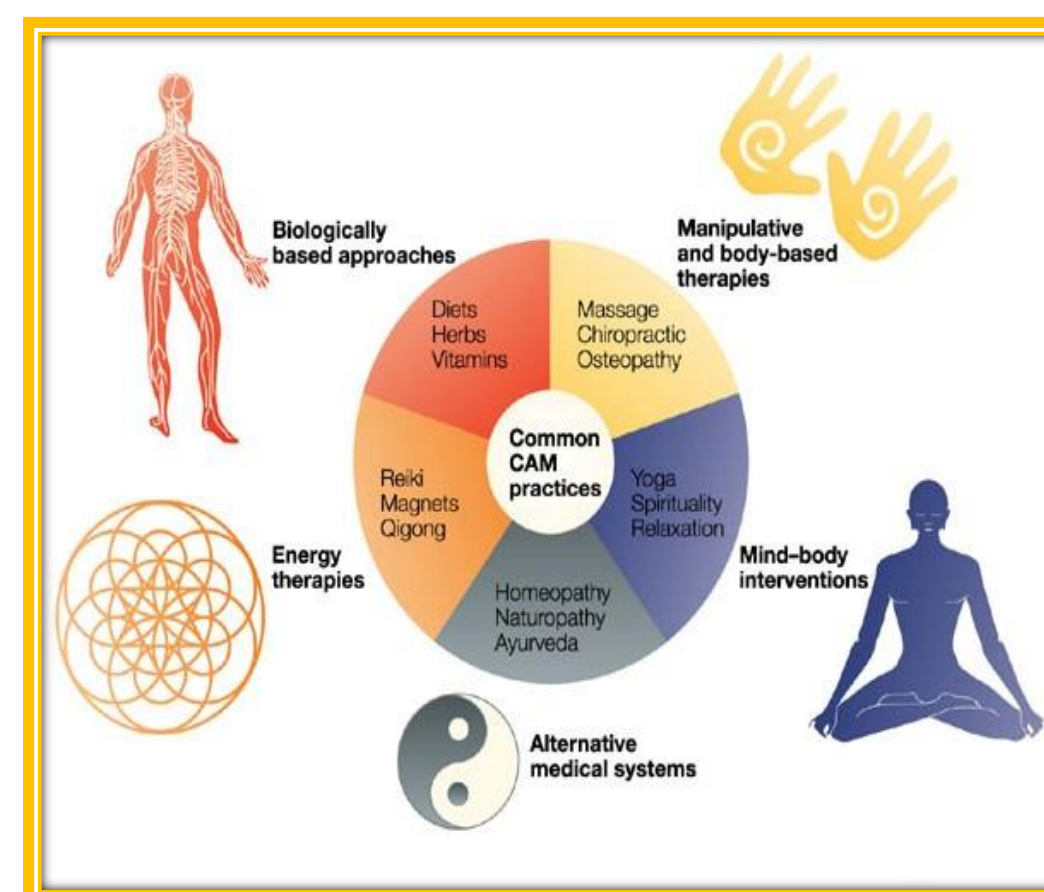 Biologically
based approaches
Manipulative
and body-based
therapies
Diets
Herbs
Vitamins
Massage
Chiropractic
Osteopathy
Common
CAM
practices
Reiki
Magnets
Qigong
Yoga
Spirituality
Relaxation
Energy
therapies
Mind–body
interventions
Homeopathy
Naturopathy
Ayurveda
Alternative
medical systems